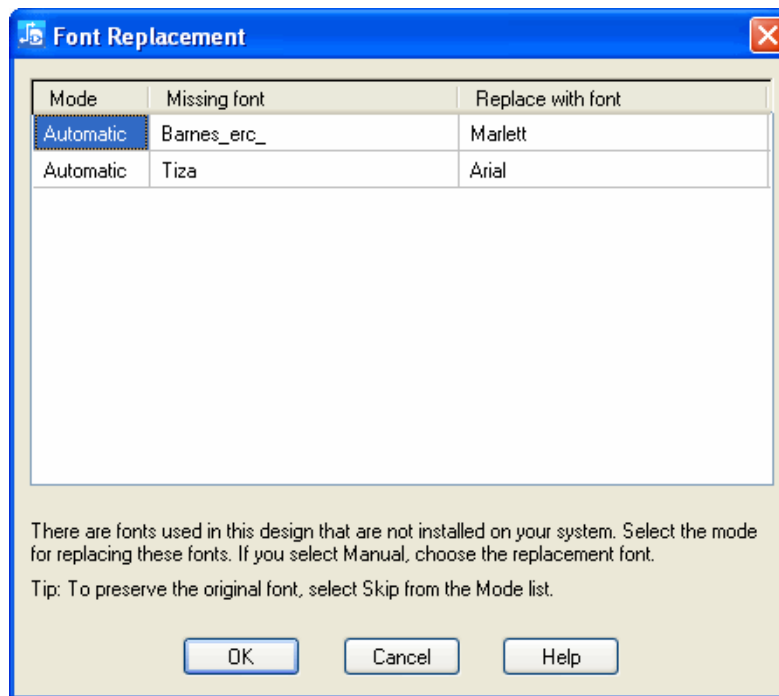 Font Replacement
Mode Missing font Replace with font
Automatic Barnes_erc_ Marlett
Automatic Tiza Arial
There are fonts used in this design that are not installed on your system. Select the mode
for replacing these fonts. If you select Manual, choose the replacement font.
Tip: To preserve the original font, select Skip from the Mode list.
OK Cancel Help